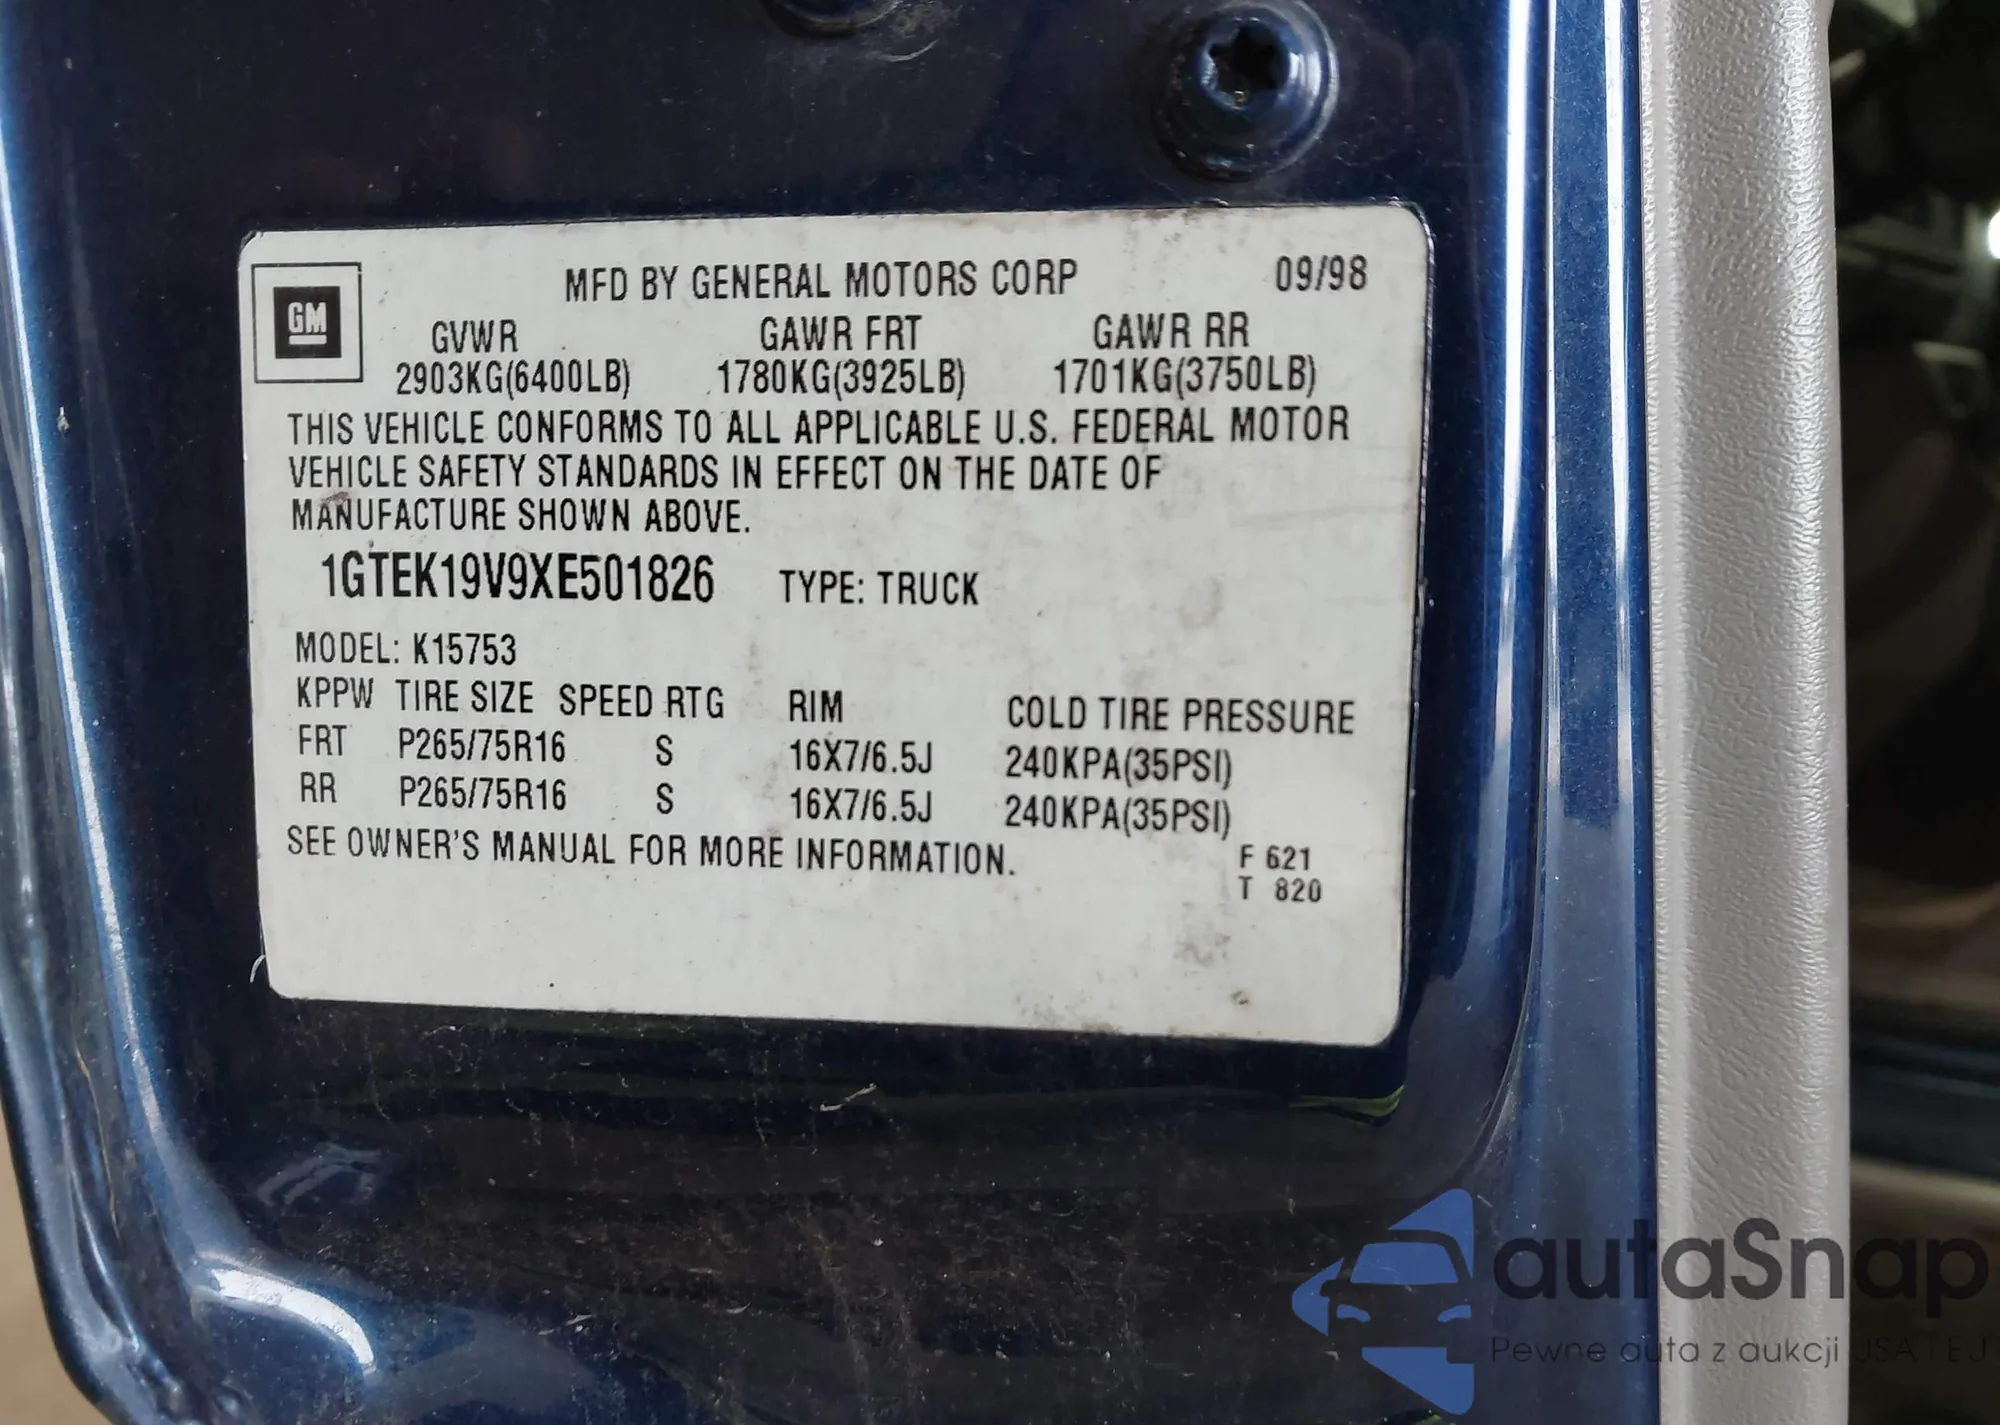 GM
MFD BY GENERAL MOTORS CORP 09/98
GVWR GAWR FRT GAWR RR
2903KG(6400LB) 1780KG(3925LB) 1701KG(3750LB)
THIS VEHICLE CONFORMS TO ALL APPLICABLE U.S. FEDERAL MOTOR
VEHICLE SAFETY STANDARDS IN EFFECT ON THE DATE OF
MANUFACTURE SHOWN ABOVE.
1GTEK19V9XE501826 TYPE: TRUCK
MODEL: K15753
KPPW TIRE SIZE SPEED RTG RIM COLD TIRE PRESSURE
FRT P265/75R16 S 16X7/6.5J 240KPA(35PSI)
RR P265/75R16 S 16X7/6.5J 240KPA(35PSI)
SEE OWNER'S MANUAL FOR MORE INFORMATION.
F 621
T 820
autaSnap
Pewne auta z aukcji USA i EU